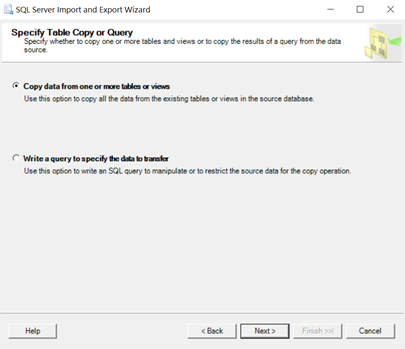 SQL Server Import and Export Wizard
Specify Table Copy or Query
Specify whether to copy one or more tables and views or to copy the results of a query from the data
source.
Copy data from one or more tables or views
Use this option to copy all the data from the existing tables or views in the source database.
Write a query to specify the data to transfer
Use this option to write an SQL query to manipulate or to restrict the source data for the copy operation.
Help
< Back
Next >
Finish >>|
Cancel